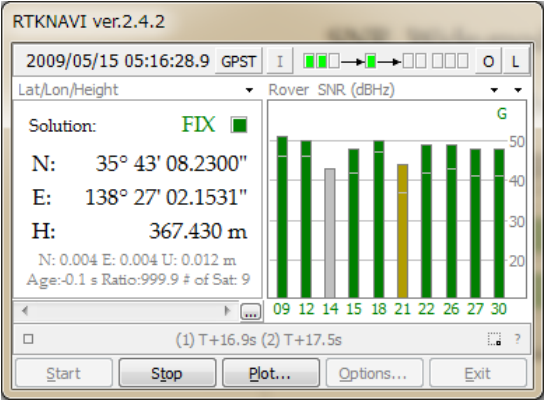 RTKNAVI ver.2.4.2
2009/05/15 05:16:28.9 GPST I O L
Lat/Lon/Height
Rover SNR (dBHz)
Solution: FIX
N: 35° 43' 08.2300"
E: 138° 27' 02.1531"
H: 367.430 m
N: 0.004 E: 0.004 U: 0.012 m
Age:-0.1 s Ratio:999.9 # of Sat: 9
...
G
50
40
30
20
09 12 14 15 18 21 22 26 27 30
(1) T+16.9s (2) T+17.5s
?
Start Stop Plot... Options... Exit